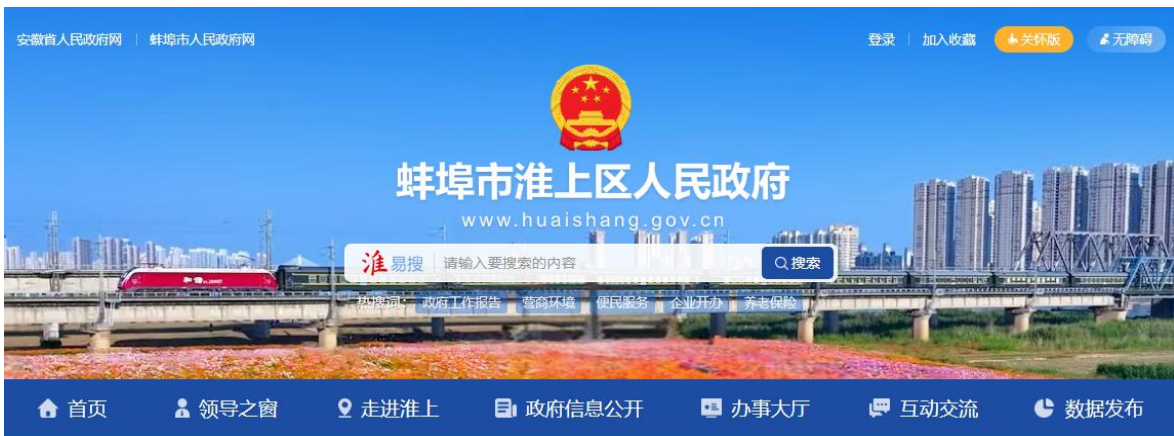 安徽省人民政府网 | 蚌埠市人民政府网
登录 | 加入收藏 关怀版 无障碍
蚌埠市淮上区人民政府
www.huaishang.gov.cn
淮易搜 请输入要搜索的内容 搜索
热搜词： 政府工作报告 营商环境 便民服务 企业开办 养老保险
首页 领导之窗 走进淮上 政府信息公开 办事大厅 互动交流 数据发布